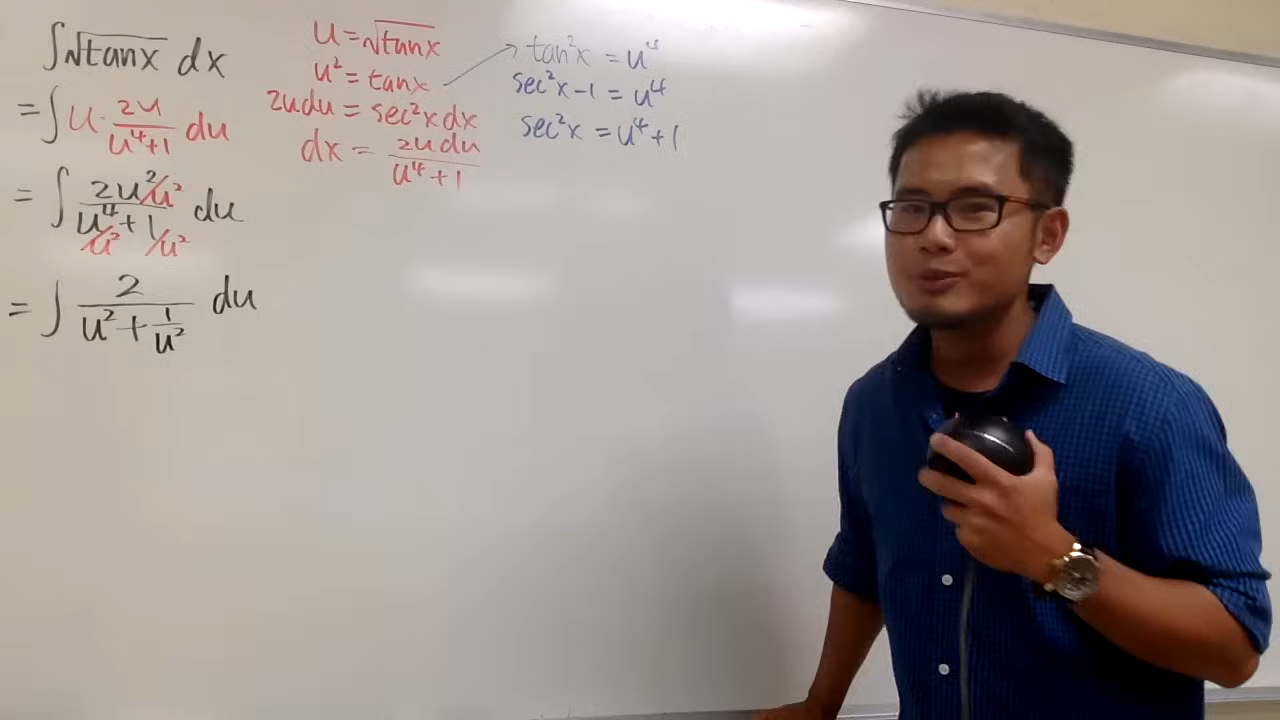 ∫√tanx dx
= ∫ u · 2u/(u⁴+1) du
= ∫ (2u² /u²)/(u⁴ /u² + 1 /u²) du
= ∫ 2/(u² + 1/u²) du
u = √tanx
u² = tanx
2u du = sec²x dx
dx = 2u du/(u⁴+1)
tan²x = u⁴
sec²x - 1 = u⁴
sec²x = u⁴ + 1